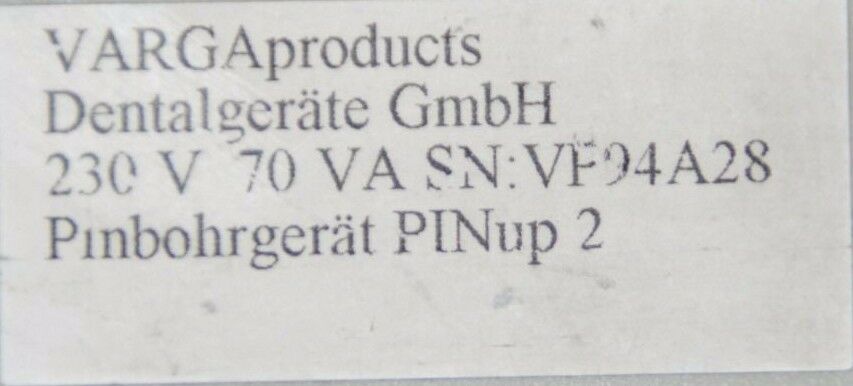 VARGAproducts
Dentalgeräte GmbH
230 V 70 VA SN:VF94A28
Pinbohrgerät PINup 2